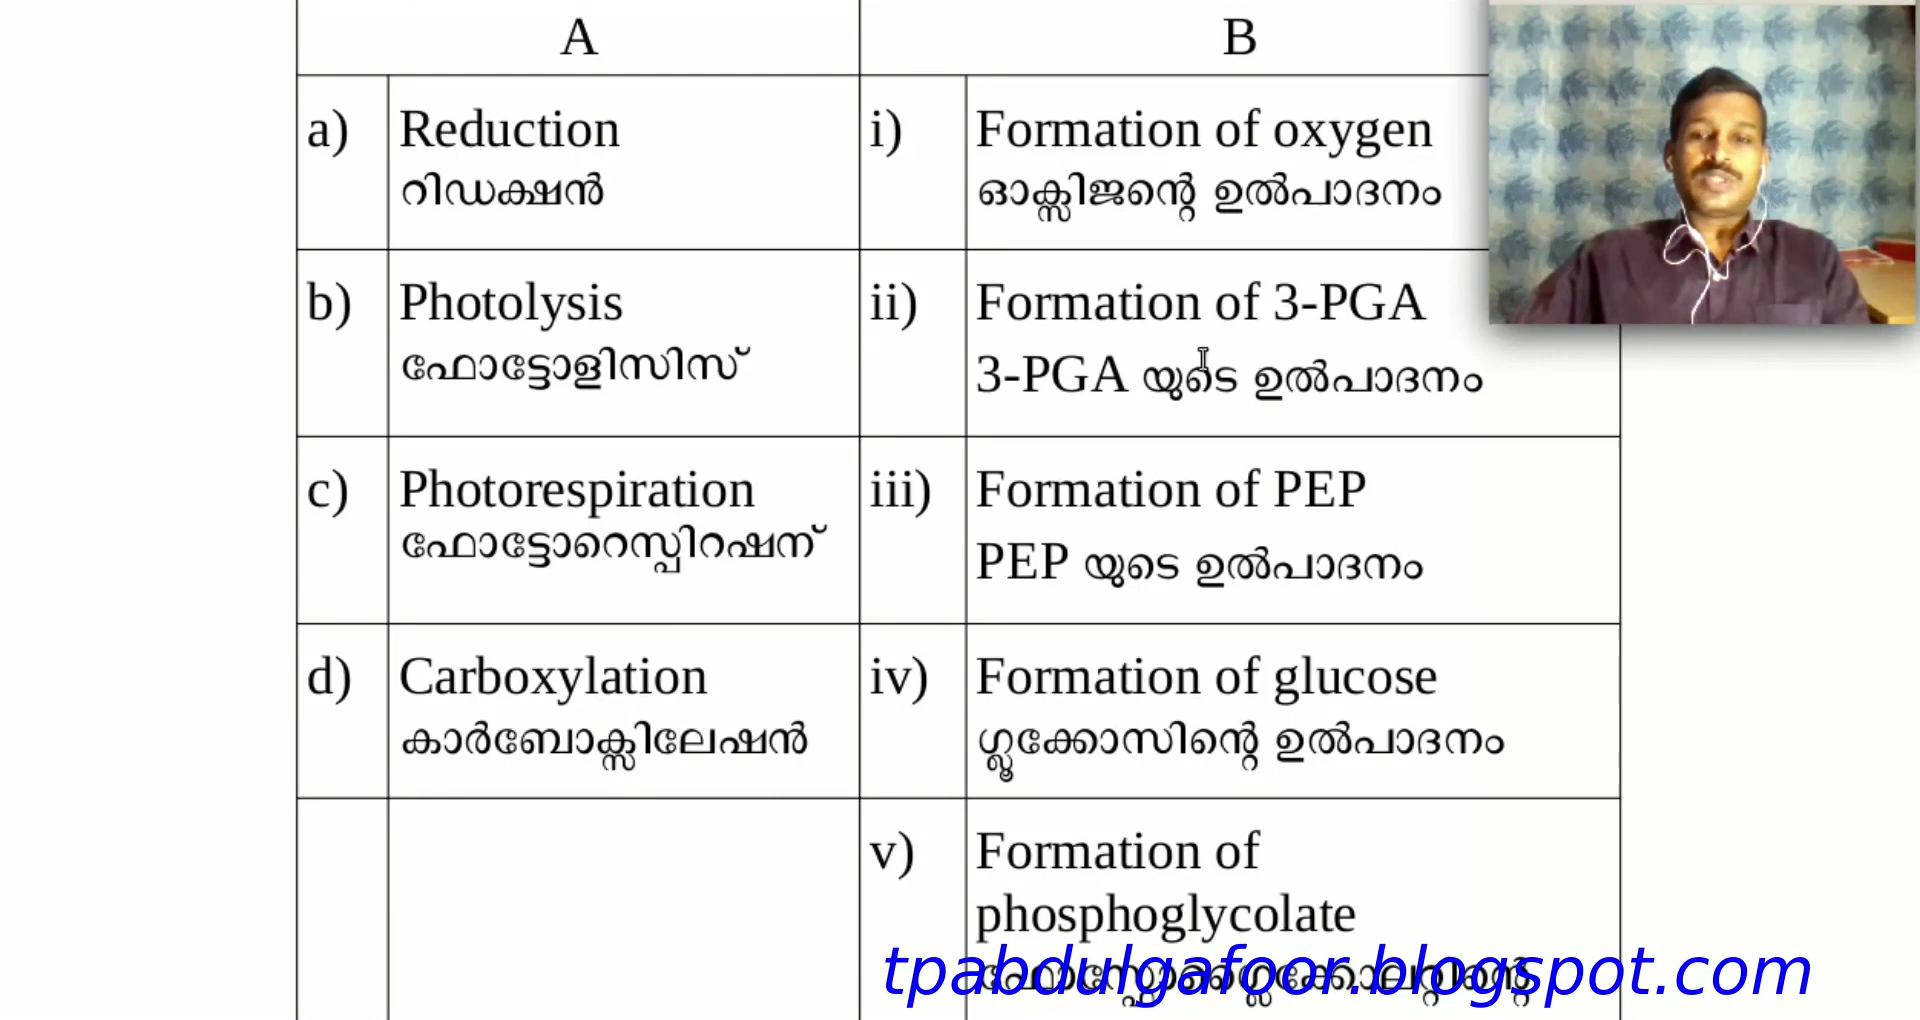 A
B
a)
Reduction
റിഡക്ഷൻ
i)
Formation of oxygen
ഓക്സിജന്റെ ഉൽപാദനം
b)
Photolysis
ഫോട്ടോളിസിസ്
ii)
Formation of 3-PGA
3-PGA യുടെ ഉൽപാദനം
c)
Photorespiration
ഫോട്ടോറെസ്പിറഷന്
iii)
Formation of PEP
PEP യുടെ ഉൽപാദനം
d)
Carboxylation
കാർബോക്സിലേഷൻ
iv)
Formation of glucose
ഗ്ലൂക്കോസിന്റെ ഉൽപാദനം
v)
Formation of
phosphoglycolate
tpabdulgafoor.blogspot.com